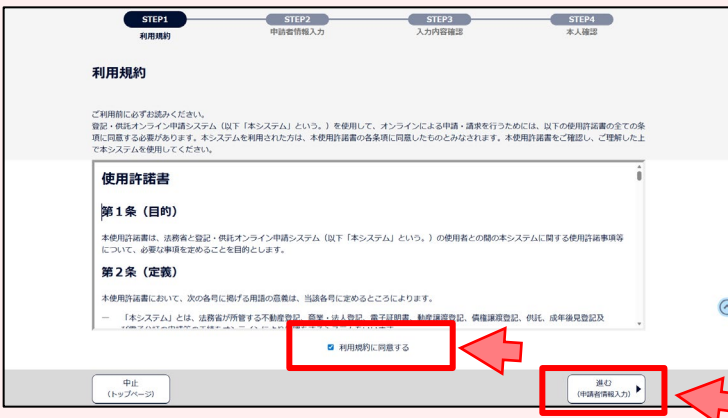 STEP1
STEP2
STEP3
STEP4
利用規約
申請者情報入力
入力内容確認
本人確認
利用規約
ご利用前に必ずお読みください。
登記・供託オンライン申請システム（以下「本システム」という。）を使用して、オンラインによる申請・請求を行うためには、以下の使用許諾書の全ての条
項に同意する必要があります。本システムを利用された方は、本使用許諾書の各条項に同意したものとみなされます。本使用許諾書をご確認し、ご理解した上
で本システムを使用してください。
使用許諾書
第１条（目的）
本使用許諾書は、法務省と登記・供託オンライン申請システム（以下「本システム」という。）の使用者との間の本システムに関する使用許諾事項等
について、必要な事項を定めることを目的とします。
第２条（定義）
本使用許諾書において、次の各号に掲げる用語の意義は、当該各号に定めるところによります。
一 「本システム」とは、法務省が所管する不動産登記、商業・法人登記、電子証明書、動産譲渡登記、債権譲渡登記、供託、成年後見登記及
利用規約に同意する
中止
（トップページ）
進む
（申請者情報入力）